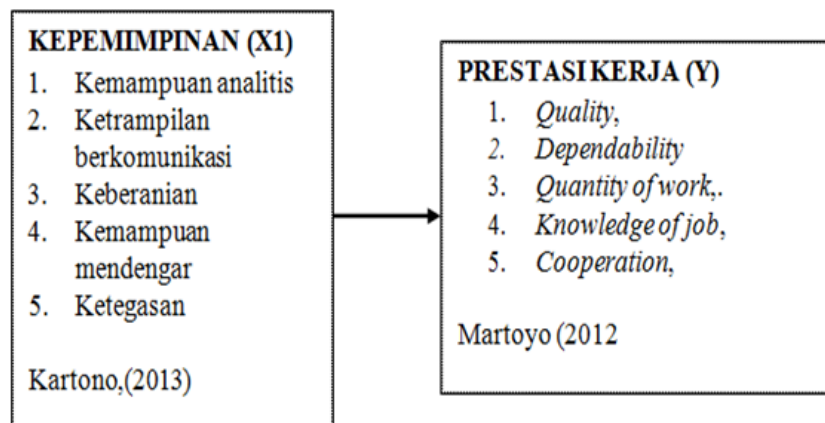 KEPEMIMPINAN (X1)
1. Kemampuan analitis
2. Ketrampilan
berkomunikasi
3. Keberanian
4. Kemampuan
mendengar
5. Ketegasan
Kartono,(2013)
PRESTASI KERJA (Y)
1. Quality,
2. Dependability
3. Quantity of work,.
4. Knowledge of job,
5. Cooperation,
Martoyo (2012